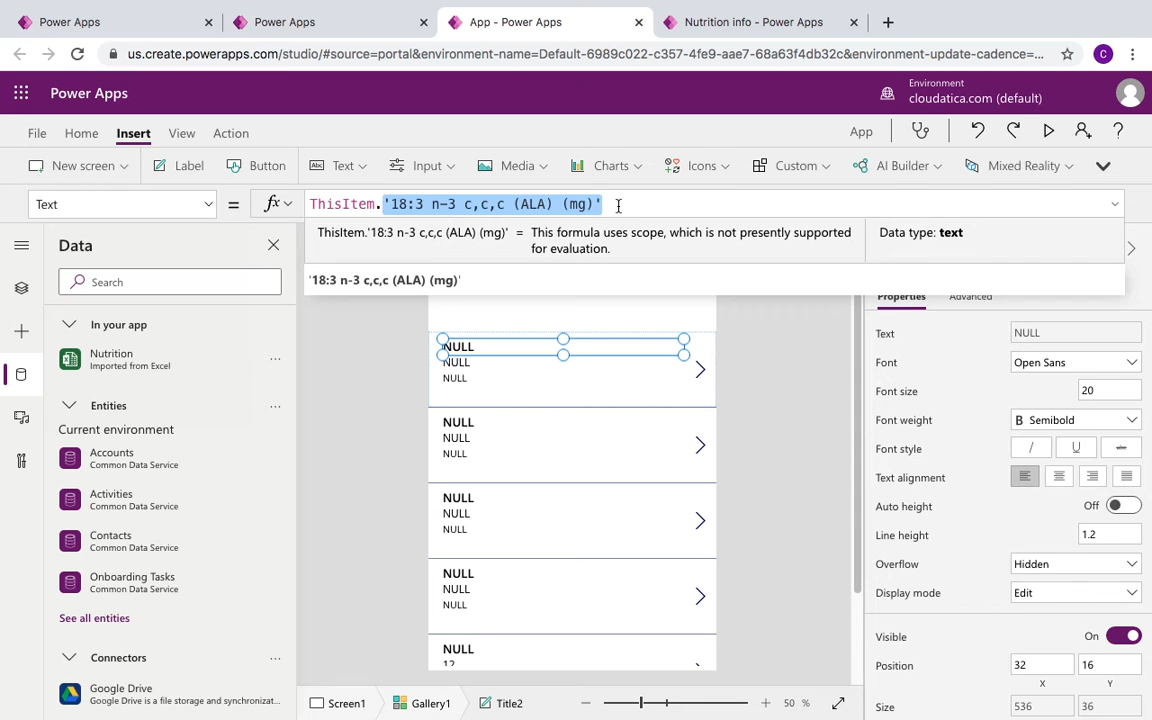 Power Apps
Power Apps
App - Power Apps
Nutrition info - Power Apps
us.create.powerapps.com/studio/#source=portal&environment-name=Default-6989c022-c357-4fe9-aae7-68a63f4db32c&environment-update-cadence=...
C
Power Apps
Environment
cloudatica.com (default)
File
Home
Insert
View
Action
App
New screen
Label
Button
Text
Input
Media
Charts
Icons
Custom
AI Builder
Mixed Reality
Text
=
fx
ThisItem.'18:3 n-3 c,c,c (ALA) (mg)'
ThisItem.'18:3 n-3 c,c,c (ALA) (mg)' = This formula uses scope, which is not presently supported
for evaluation.
Data type: text
'18:3 n-3 c,c,c (ALA) (mg)'
Data
Search
In your app
Nutrition
Imported from Excel
Entities
Current environment
Accounts
Common Data Service
Activities
Common Data Service
Contacts
Common Data Service
Onboarding Tasks
Common Data Service
See all entities
Connectors
Google Drive
Google Drive is a file storage and synchronizat...
NULL
NULL
NULL
NULL
NULL
NULL
NULL
NULL
NULL
NULL
NULL
NULL
NULL
12
Properties
Advanced
Text
NULL
Font
Open Sans
Font size
20
Font weight
B Semibold
Font style
Text alignment
Auto height
Off
Line height
1.2
Overflow
Hidden
Display mode
Edit
Visible
On
Position
32
16
X
Y
Size
536
36
Screen1
Gallery1
Title2
50 %